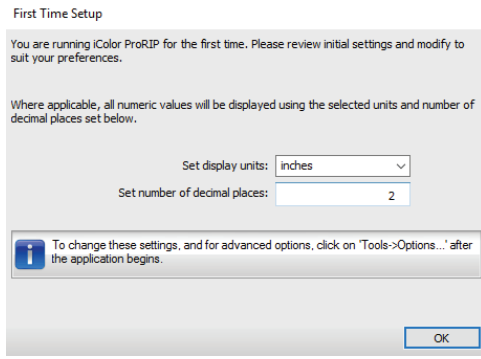 First Time Setup
You are running iColor ProRIP for the first time. Please review initial settings and modify to
suit your preferences.
Where applicable, all numeric values will be displayed using the selected units and number of
decimal places set below.
Set display units: inches
Set number of decimal places: 2
To change these settings, and for advanced options, click on 'Tools->Options...' after
the application begins.
OK